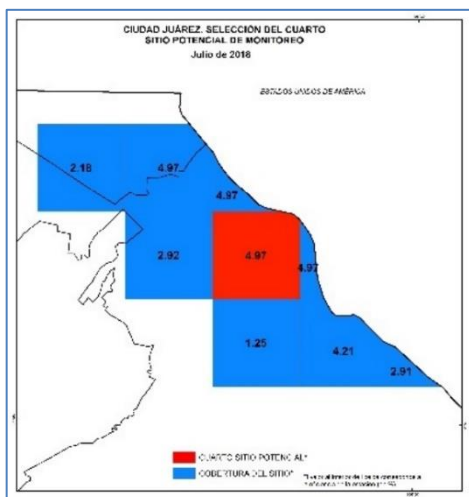 CIUDAD JUÁREZ. SELECCIÓN DEL CUARTO
SITIO POTENCIAL DE MONITOREO
Julio de 2018
ESTADOS UNIDOS DE AMÉRICA
2.18
4.97
4.97
2.92
4.97
4.97
1.25
4.21
2.91
CUARTO SITIO POTENCIAL*
COBERTURA DEL SITIO*